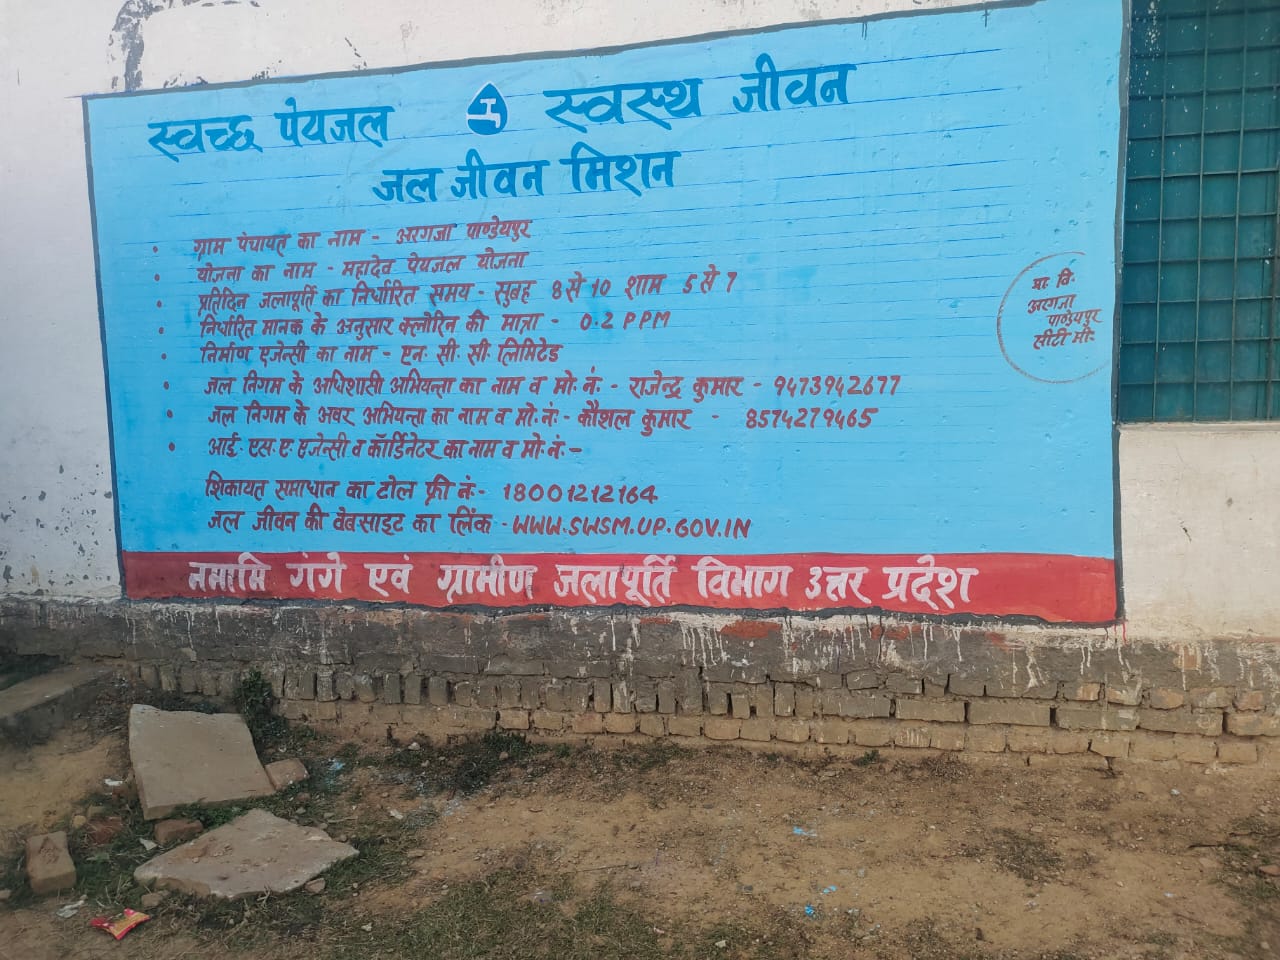 स्वच्छ पेयजल स्वस्थ जीवन
जल जीवन मिशन
• ग्राम पंचायत का नाम - अरगजा पाण्डेयपुर
• योजना का नाम - महादेव पेयजल योजना
• प्रतिदिन जलापूर्ति का निर्धारित समय - सुबह 8 से 10 शाम 5 से 7
• निर्धारित मानक के अनुसार क्लोरिन की मात्रा - 0.2 PPM
• निर्माण एजेन्सी का नाम - एन. सी. सी. लिमिटेड
• जल निगम के अधिशासी अभियन्ता का नाम व मो. नं. - राजेन्द्र कुमार - 9473942677
• जल निगम के अवर अभियन्ता का नाम व मो. नं. - कौशल कुमार - 8574279465
• आई. एस. ए. एजेन्सी व कॉर्डिनेटर का नाम व मो. नं. -
शिकायत समाधान का टोल फ्री नं. - 18001212164
जल जीवन की वेबसाइट का लिंक - WWW.SWSM.UP.GOV.IN
नमामि गंगे एवं ग्रामीण जलापूर्ति विभाग उत्तर प्रदेश
प्रा. वि.
अरगजा
पाण्डेयपुर
सीटी मी.